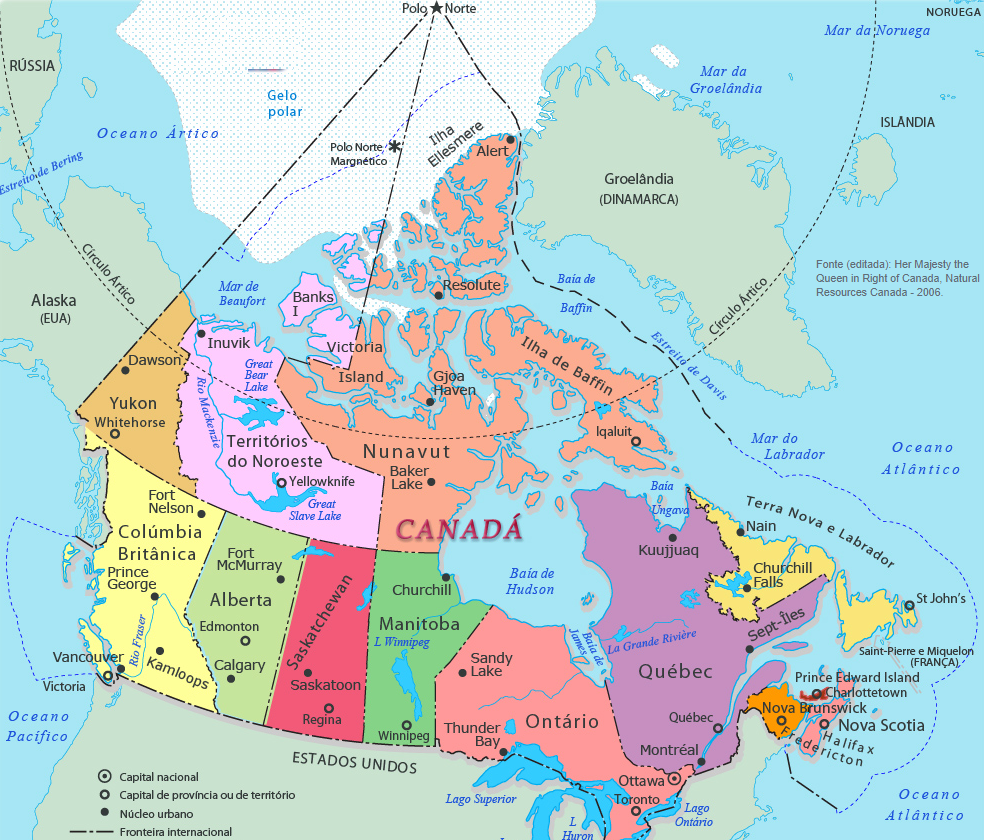 Polo Norte
NORUEGA
Mar da Noruega
RÚSSIA
Mar da
Groelândia
Gelo
polar
Oceano Ártico
ISLÂNDIA
Ilha
Ellesmere
Alert
Polo Norte
Margnético
Estreito de Bering
Groelândia
(DINAMARCA)
Círculo Ártico
Fonte (editada): Her Majesty the
Queen in Right of Canada, Natural
Resources Canada - 2006.
Mar de
Beaufort
Baía de
Baffin
Resolute
Círculo Ártico
Alaska
(EUA)
Banks
I
Inuvik
Victoria
Island
Ilha de Baffin
Estreito de Davis
Dawson
Great
Bear
Lake
Gjoa
Haven
Rio Mackenzie
Yukon
Whitehorse
Iqaluit
Territórios
do Noroeste
Nunavut
Mar do
Labrador
Oceano
Atlântico
Baker
Lake
Yellowknife
Great
Slave Lake
Baía
Ungava
Fort
Nelson
CANADÁ
Terra Nova e Labrador
Nain
Colúmbia
Britânica
Kuujjuaq
Fort
McMurray
Churchill
Falls
Prince
George
Baía de
Hudson
Churchill
Alberta
Saskatchewan
St John's
Manitoba
Edmonton
Rio Fraser
L Winnipeg
Baía de
James
La Grande Rivière
Sept-Îles
Saint-Pierre e Miquelon
(FRANÇA)
Vancouver
Kamloops
Calgary
Sandy
Lake
Québec
Victoria
Saskatoon
Prince Edward Island
Charlottetown
Regina
Nova Brunswick
Ontário
Québec
Nova Scotia
Oceano
Pacífico
Winnipeg
Thunder
Bay
Fredericton
Halifax
Montréal
ESTADOS UNIDOS
Ottawa
Capital nacional
Capital de província ou de território
Núcleo urbano
Fronteira internacional
Lago Superior
Toronto
Lago
Ontário
L
Huron
Oceano
Atlântico